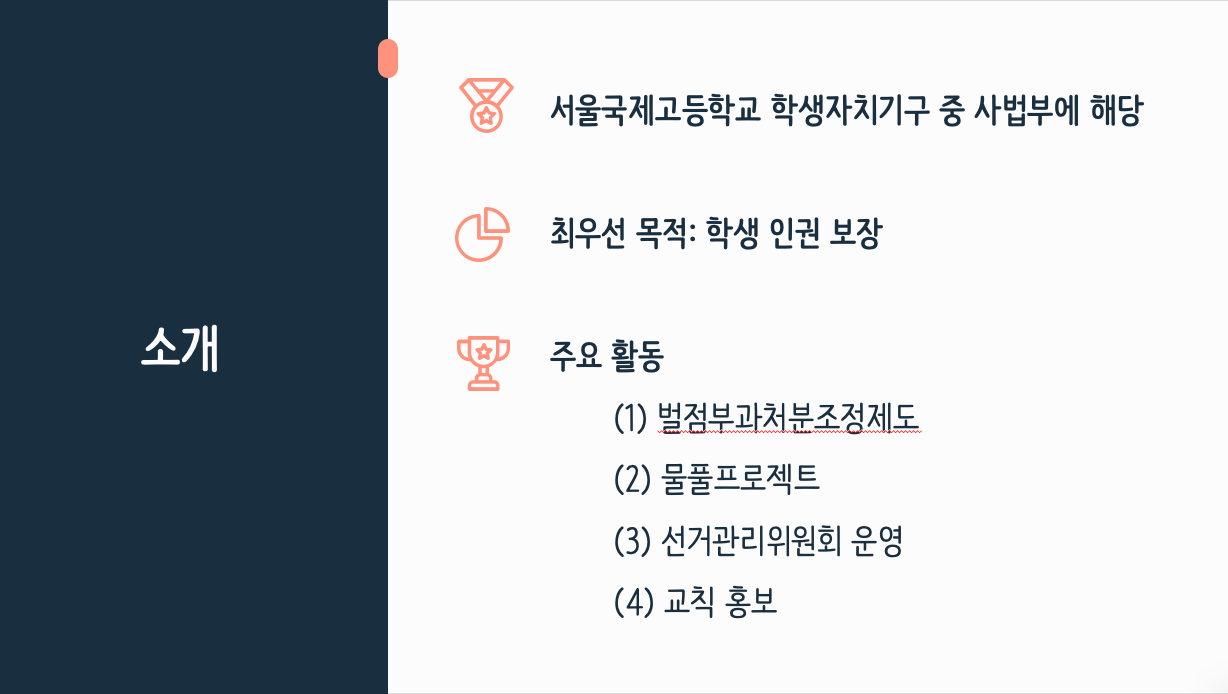 소개
서울국제고등학교 학생자치기구 중 사법부에 해당
최우선 목적: 학생 인권 보장
주요 활동
(1) 벌점부과처분조정제도
(2) 물풀프로젝트
(3) 선거관리위원회 운영
(4) 교칙 홍보